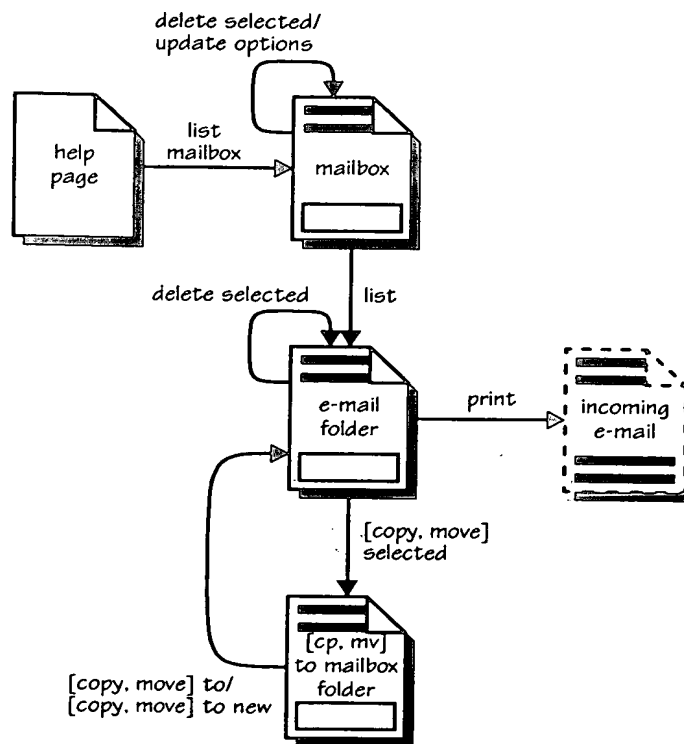 delete selected/
update options
help
page
list
mailbox
mailbox
delete selected
list
e-mail
folder
print
incoming
e-mail
[copy, move]
selected
[cp, mv]
to mailbox
folder
[copy, move] to/
[copy, move] to new